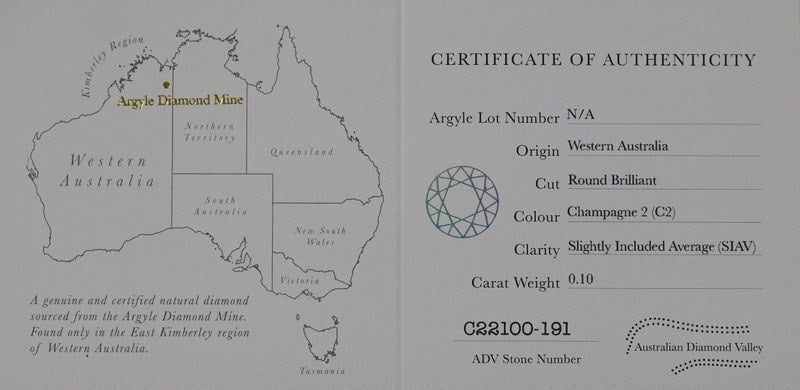 Kimberley Region
Argyle Diamond Mine
Northern
Territory
Queensland
Western
Australia
South
Australia
New South
Wales
Victoria
A genuine and certified natural diamond
sourced from the Argyle Diamond Mine.
Found only in the East Kimberley region
of Western Australia.
Tasmania
CERTIFICATE OF AUTHENTICITY
Argyle Lot Number N/A
Origin Western Australia
Cut Round Brilliant
Colour Champagne 2 (C2)
Clarity Slightly Included Average (SIAV)
Carat Weight 0.10
C22100-191
ADV Stone Number
Australian Diamond Valley